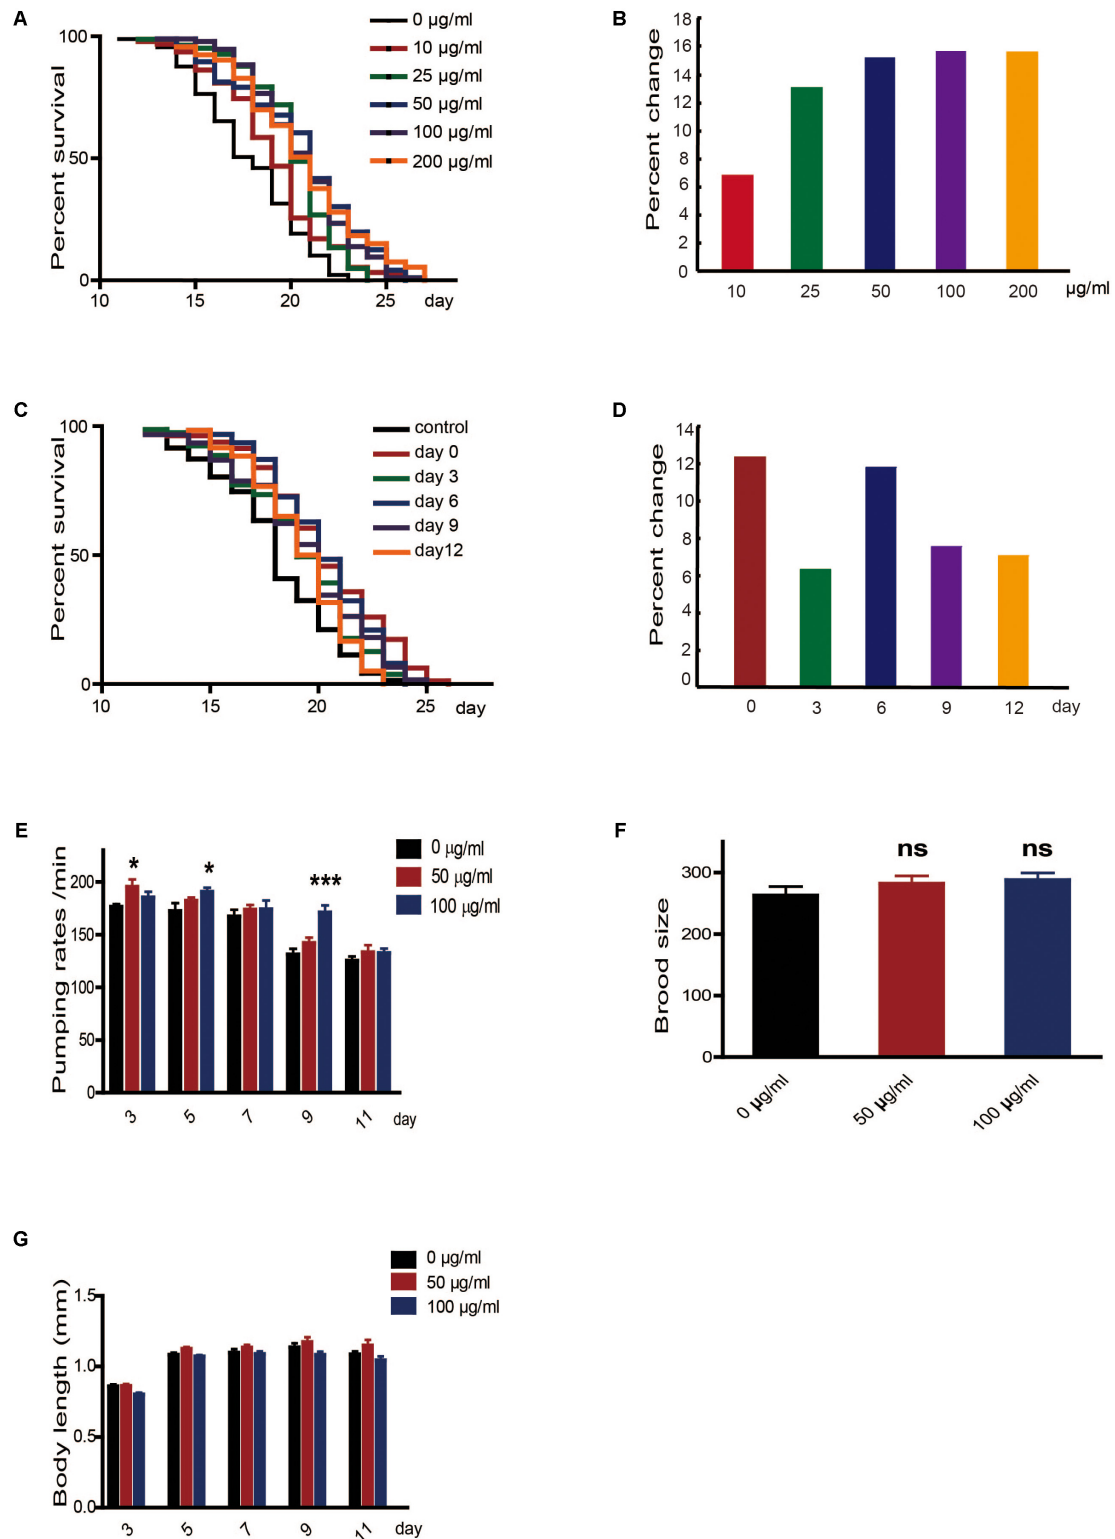 A
Percent survival
100
50
0
10
15
20
25
day
0 µg/ml
10 µg/ml
25 µg/ml
50 µg/ml
100 µg/ml
200 µg/ml
B
Percent change
18
16
14
12
10
8
6
4
2
0
10
25
50
100
200
µg/ml
C
Percent survival
100
50
0
10
15
20
25
day
control
day 0
day 3
day 6
day 9
day12
D
Percent change
14
12
10
8
6
4
2
0
0
3
6
9
12
day
E
Pumping rates /min
200
150
100
50
0
* * ***
3
5
7
9
11
day
0 µg/ml
50 µg/ml
100 µg/ml
F
Brood size
300
200
100
0
ns
ns
0 µg/ml
50 µg/ml
100 µg/ml
G
Body length (mm)
1.5
1.0
0.5
0.0
3
5
7
9
11
day
0 µg/ml
50 µg/ml
100 µg/ml